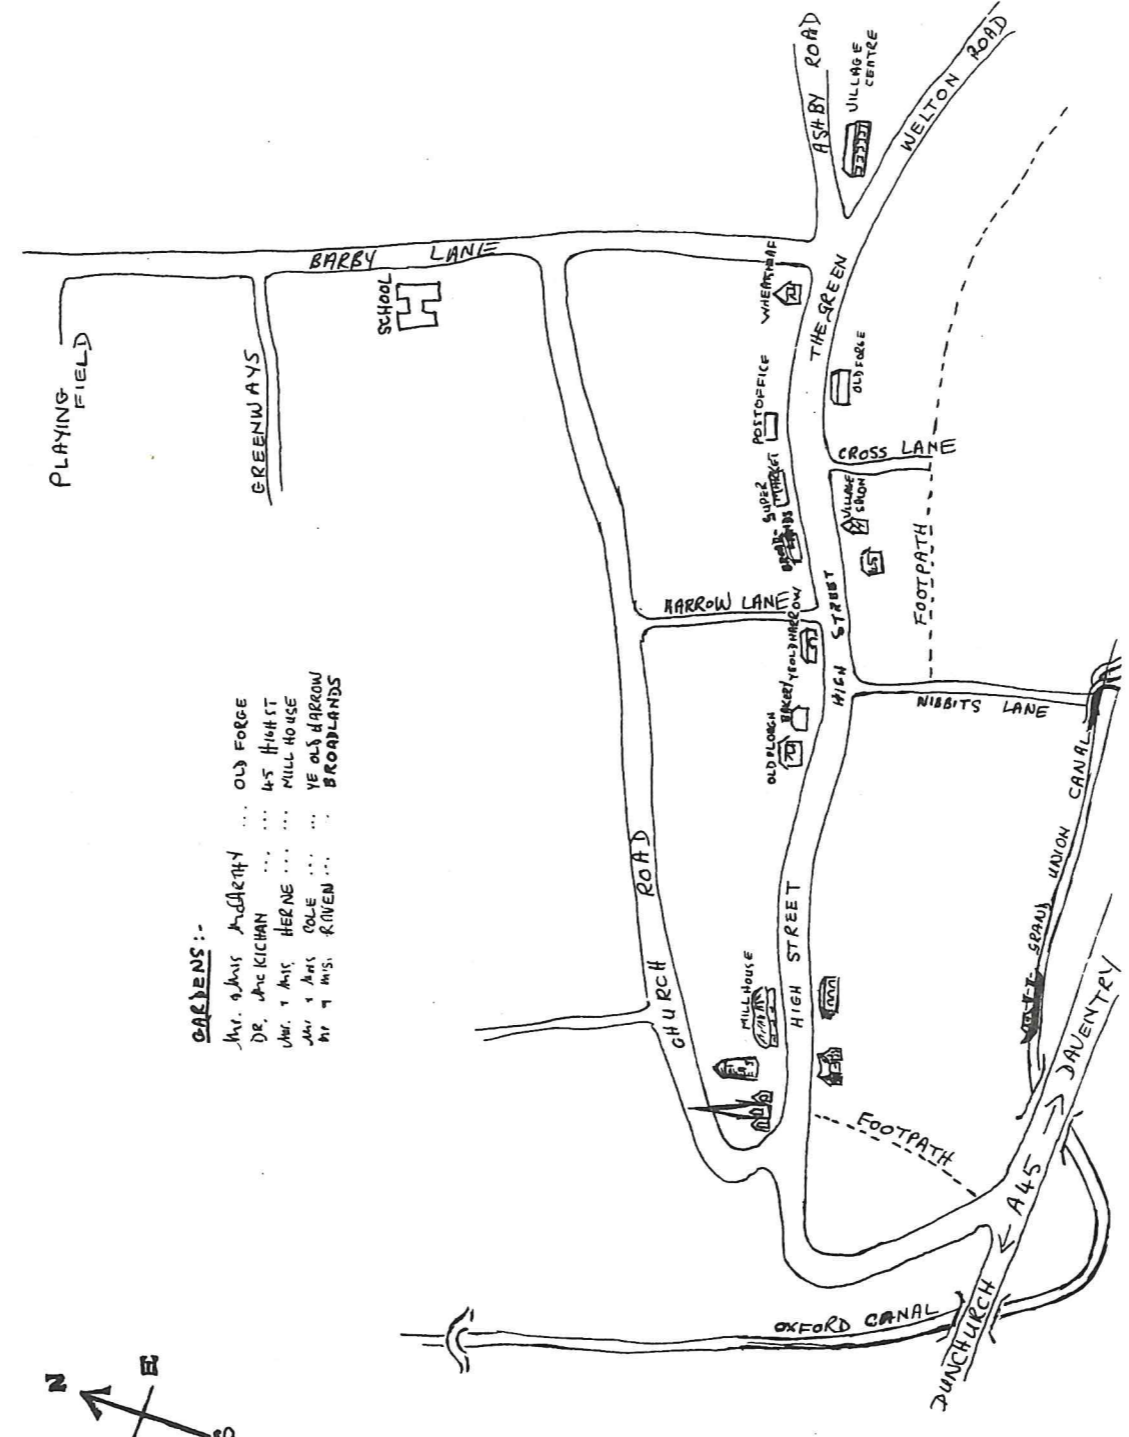 GARDENS:-
Mr. & Mrs McCARTHY ... OLD FORGE
DR. McKICHAN ... ... 45 HIGH ST
Mr. & Mrs. HERNE ... ... MILL HOUSE
Mr & Mrs COLE ... ... YE OLD HARROW
Mr & Mrs. RAVEN ... . BROADLANDS
PLAYING
FIELD
GREENWAYS
BARBY LANE
SCHOOL
ASHBY ROAD
VILLAGE
CENTRE
WELTON ROAD
WHEATSHEAF
THE GREEN
OLD FORGE
POST OFFICE
SUPER
MARKET
BROAD-
LANDS
CROSS LANE
VILLAGE
SALON
45
FOOTPATH
HARROW LANE
YE OLD HARROW
BAKERY
OLD PLOUGH
HIGH STREET
NIBBITS LANE
GRAND UNION CANAL
CHURCH ROAD
MILL HOUSE
HIGH STREET
FOOTPATH
DUNCHURCH
A45
DAVENTRY
OXFORD CANAL
N
E
S